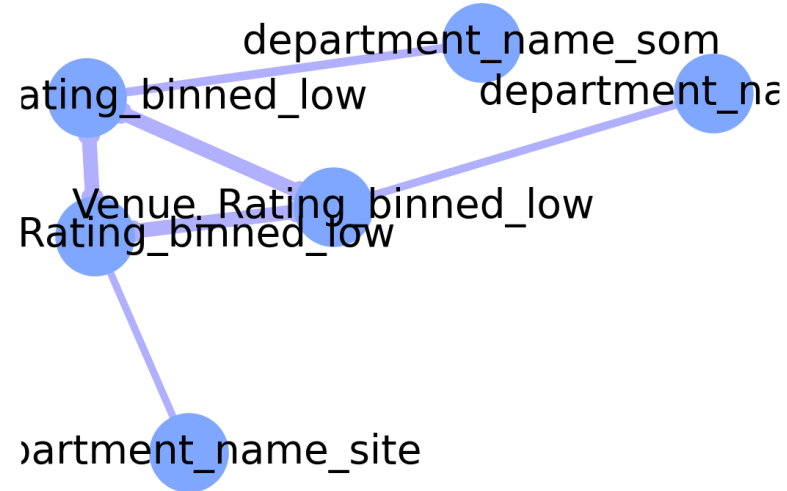 department_name_som
department_na
ating_binned_low
Venue_Rating_binned_low
Rating_binned_low
partment_name_site